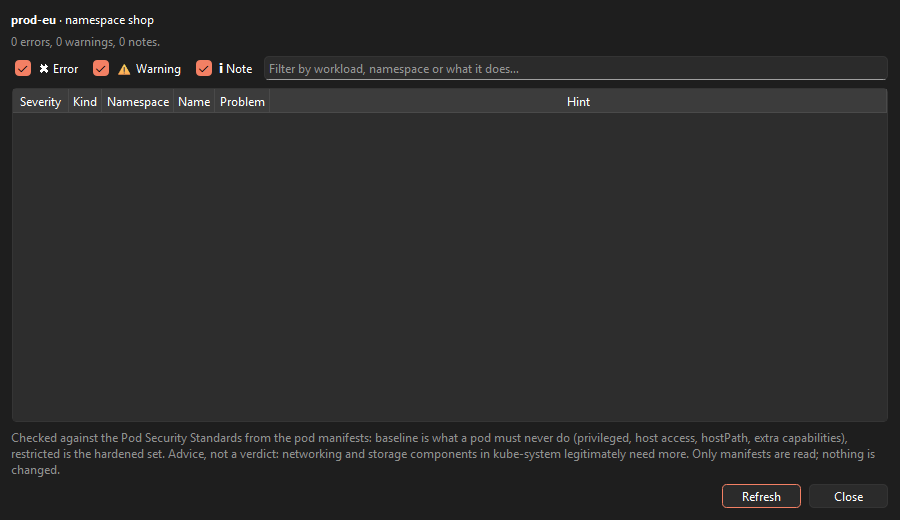 prod-eu · namespace shop
0 errors, 0 warnings, 0 notes.
✖ Error ⚠ Warning ℹ Note Filter by workload, namespace or what it does...
Severity Kind Namespace Name Problem Hint
Checked against the Pod Security Standards from the pod manifests: baseline is what a pod must never do (privileged, host access, hostPath, extra capabilities),
restricted is the hardened set. Advice, not a verdict: networking and storage components in kube-system legitimately need more. Only manifests are read; nothing is
changed.
Refresh Close